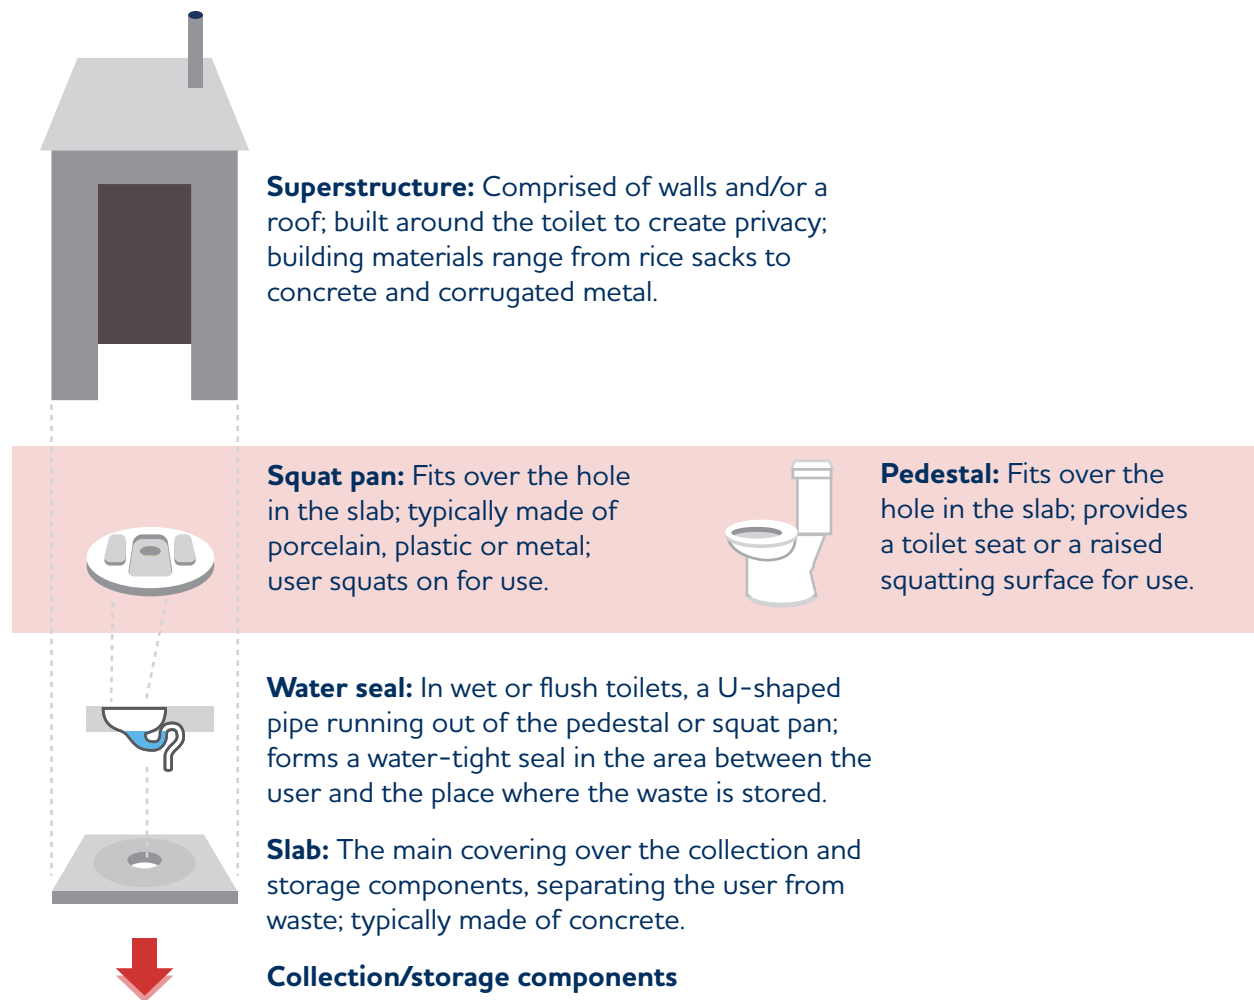 Superstructure: Comprised of walls and/or a
roof; built around the toilet to create privacy;
building materials range from rice sacks to
concrete and corrugated metal.
Squat pan: Fits over the hole
in the slab; typically made of
porcelain, plastic or metal;
user squats on for use.
Pedestal: Fits over the
hole in the slab; provides
a toilet seat or a raised
squatting surface for use.
Water seal: In wet or flush toilets, a U-shaped
pipe running out of the pedestal or squat pan;
forms a water-tight seal in the area between the
user and the place where the waste is stored.
Slab: The main covering over the collection and
storage components, separating the user from
waste; typically made of concrete.
Collection/storage components